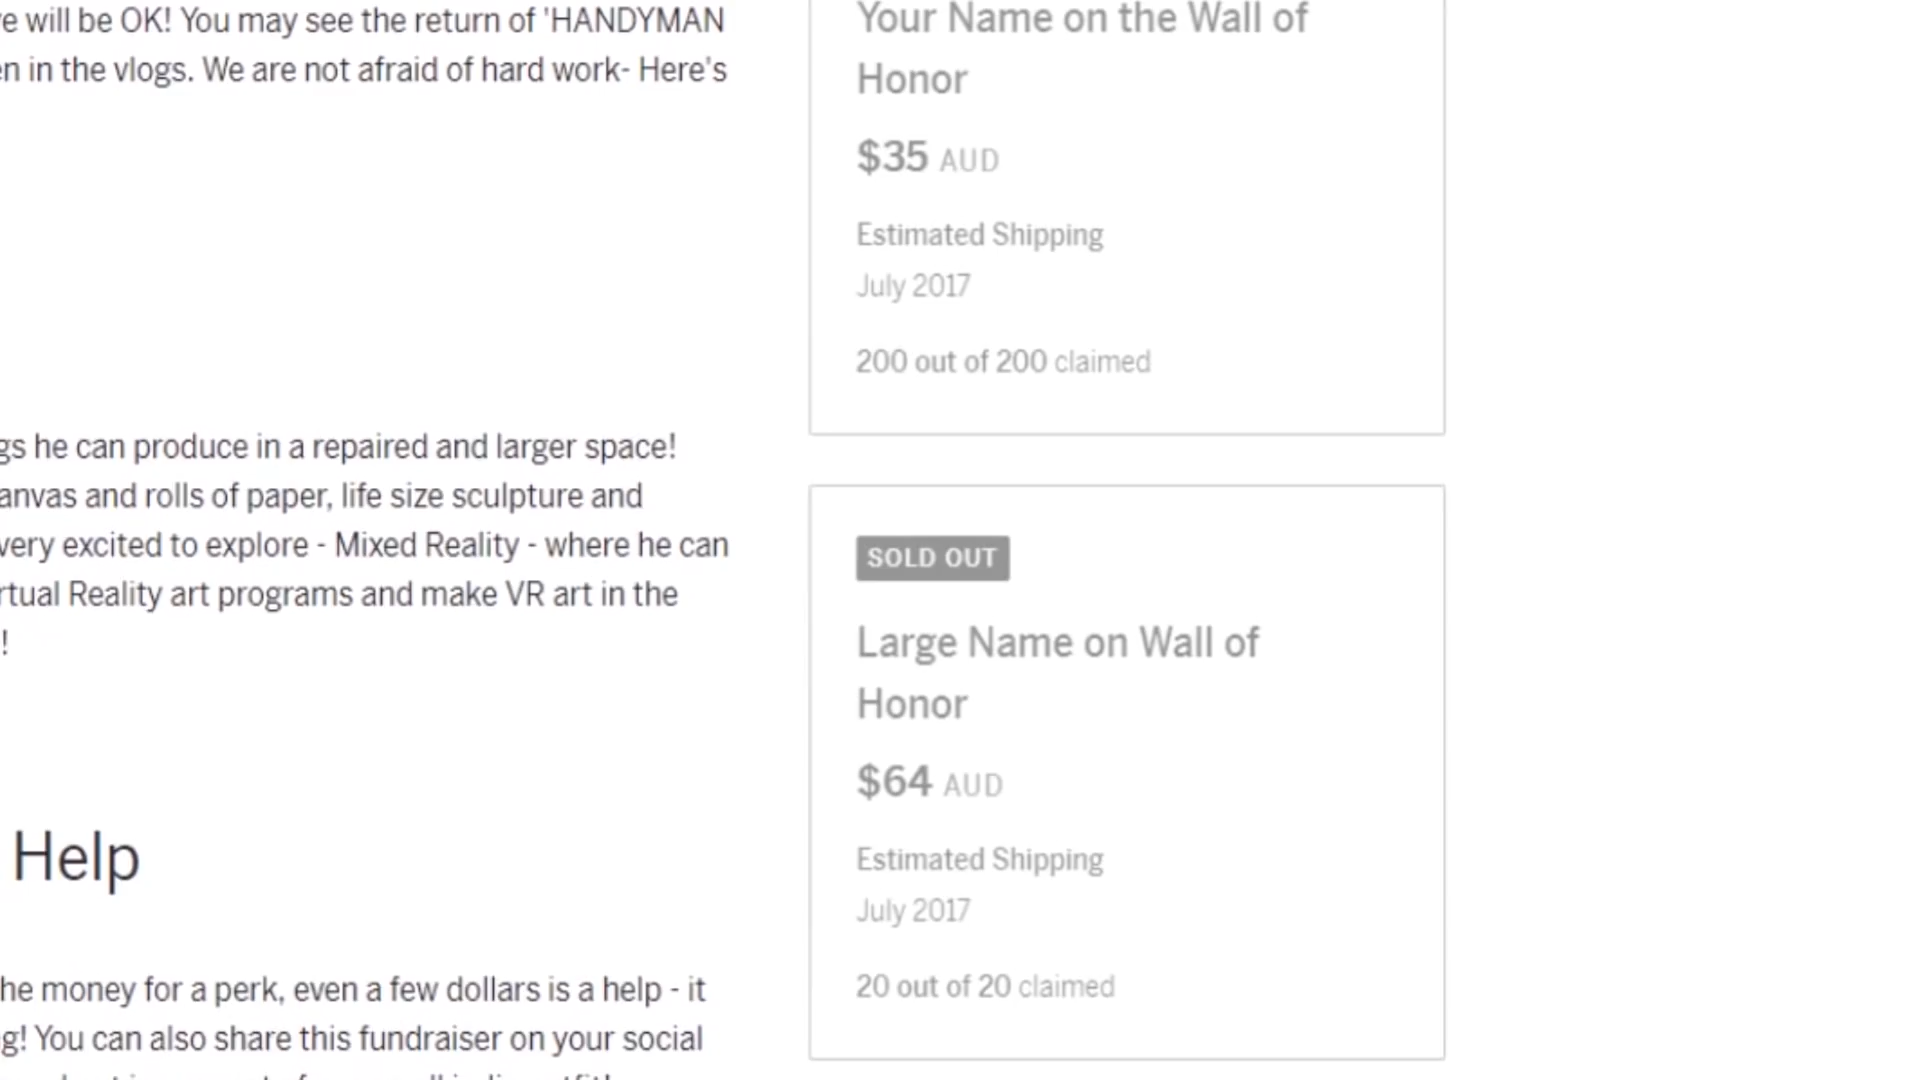 e will be OK! You may see the return of 'HANDYMAN
en in the vlogs. We are not afraid of hard work- Here's
gs he can produce in a repaired and larger space!
anvas and rolls of paper, life size sculpture and
very excited to explore - Mixed Reality - where he can
rtual Reality art programs and make VR art in the
!
Help
he money for a perk, even a few dollars is a help - it
g! You can also share this fundraiser on your social
Your Name on the Wall of
Honor
$35 AUD
Estimated Shipping
July 2017
200 out of 200 claimed
SOLD OUT
Large Name on Wall of
Honor
$64 AUD
Estimated Shipping
July 2017
20 out of 20 claimed